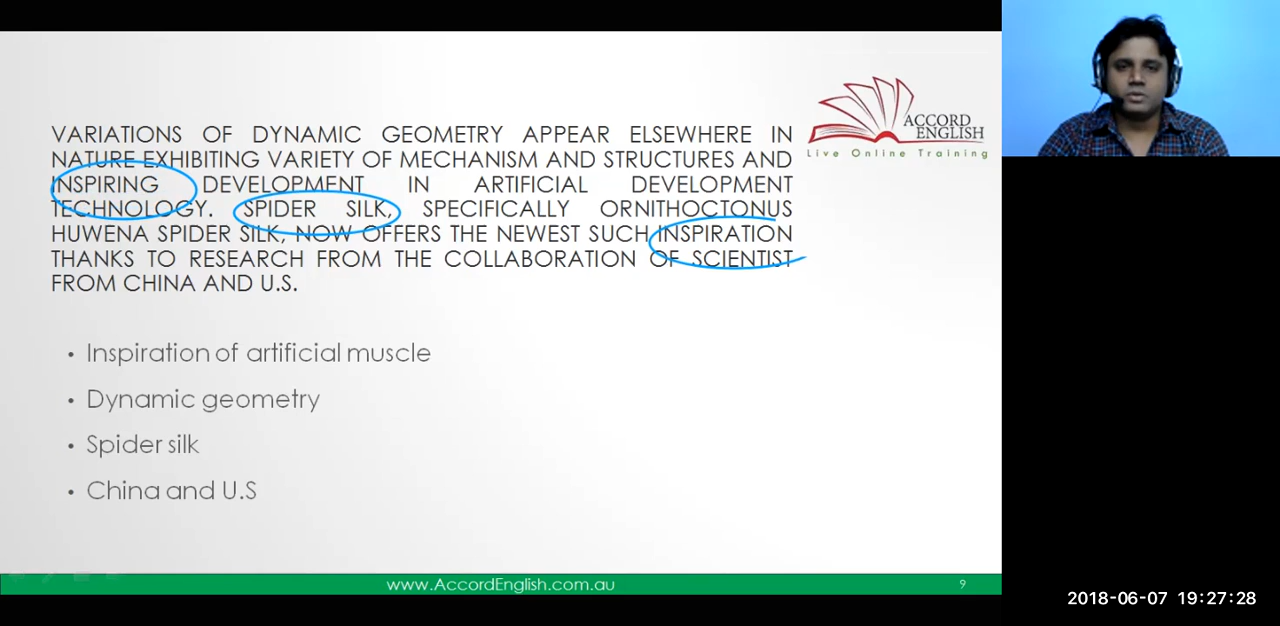 VARIATIONS OF DYNAMIC GEOMETRY APPEAR ELSEWHERE IN
NATURE EXHIBITING VARIETY OF MECHANISM AND STRUCTURES AND
INSPIRING DEVELOPMENT IN ARTIFICIAL DEVELOPMENT
TECHNOLOGY. SPIDER SILK, SPECIFICALLY ORNITHOCTONUS
HUWENA SPIDER SILK, NOW OFFERS THE NEWEST SUCH INSPIRATION
THANKS TO RESEARCH FROM THE COLLABORATION OF SCIENTIST
FROM CHINA AND U.S.
ACCORD
ENGLISH
Live Online Training
• Inspiration of artificial muscle
• Dynamic geometry
• Spider silk
• China and U.S
www.AccordEnglish.com.au
9
2018-06-07 19:27:28